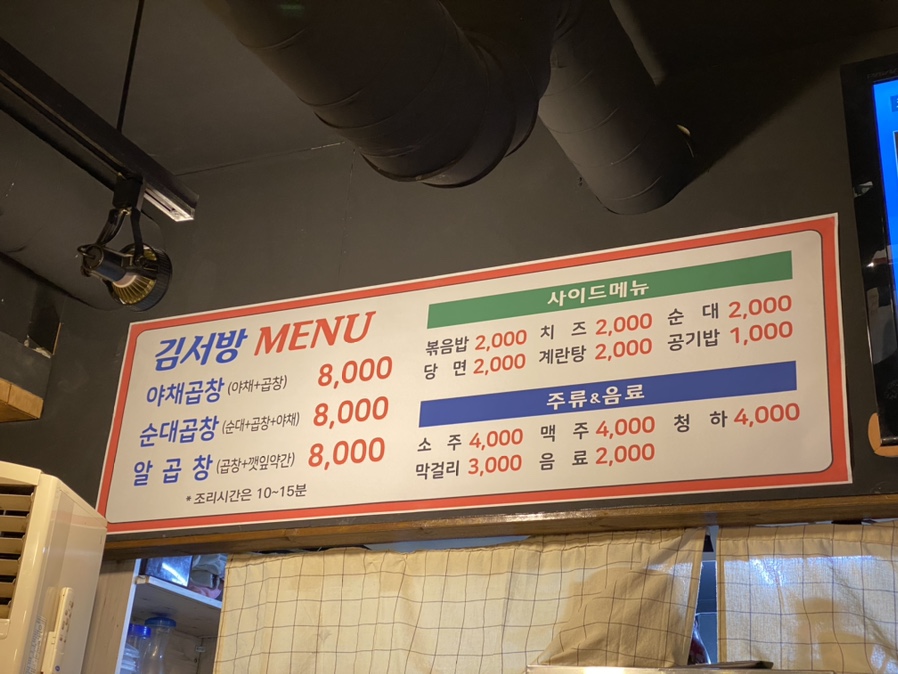 김서방 MENU
야채곱창 (야채+곱창) 8,000
순대곱창 (순대+곱창+야채) 8,000
알 곱 창 (곱창+깻잎약간) 8,000
* 조리시간은 10~15분
사이드메뉴
볶음밥 2,000 치 즈 2,000 순 대 2,000
당 면 2,000 계란탕 2,000 공기밥 1,000
주류&음료
소 주 4,000 맥 주 4,000 청 하 4,000
막걸리 3,000 음 료 2,000